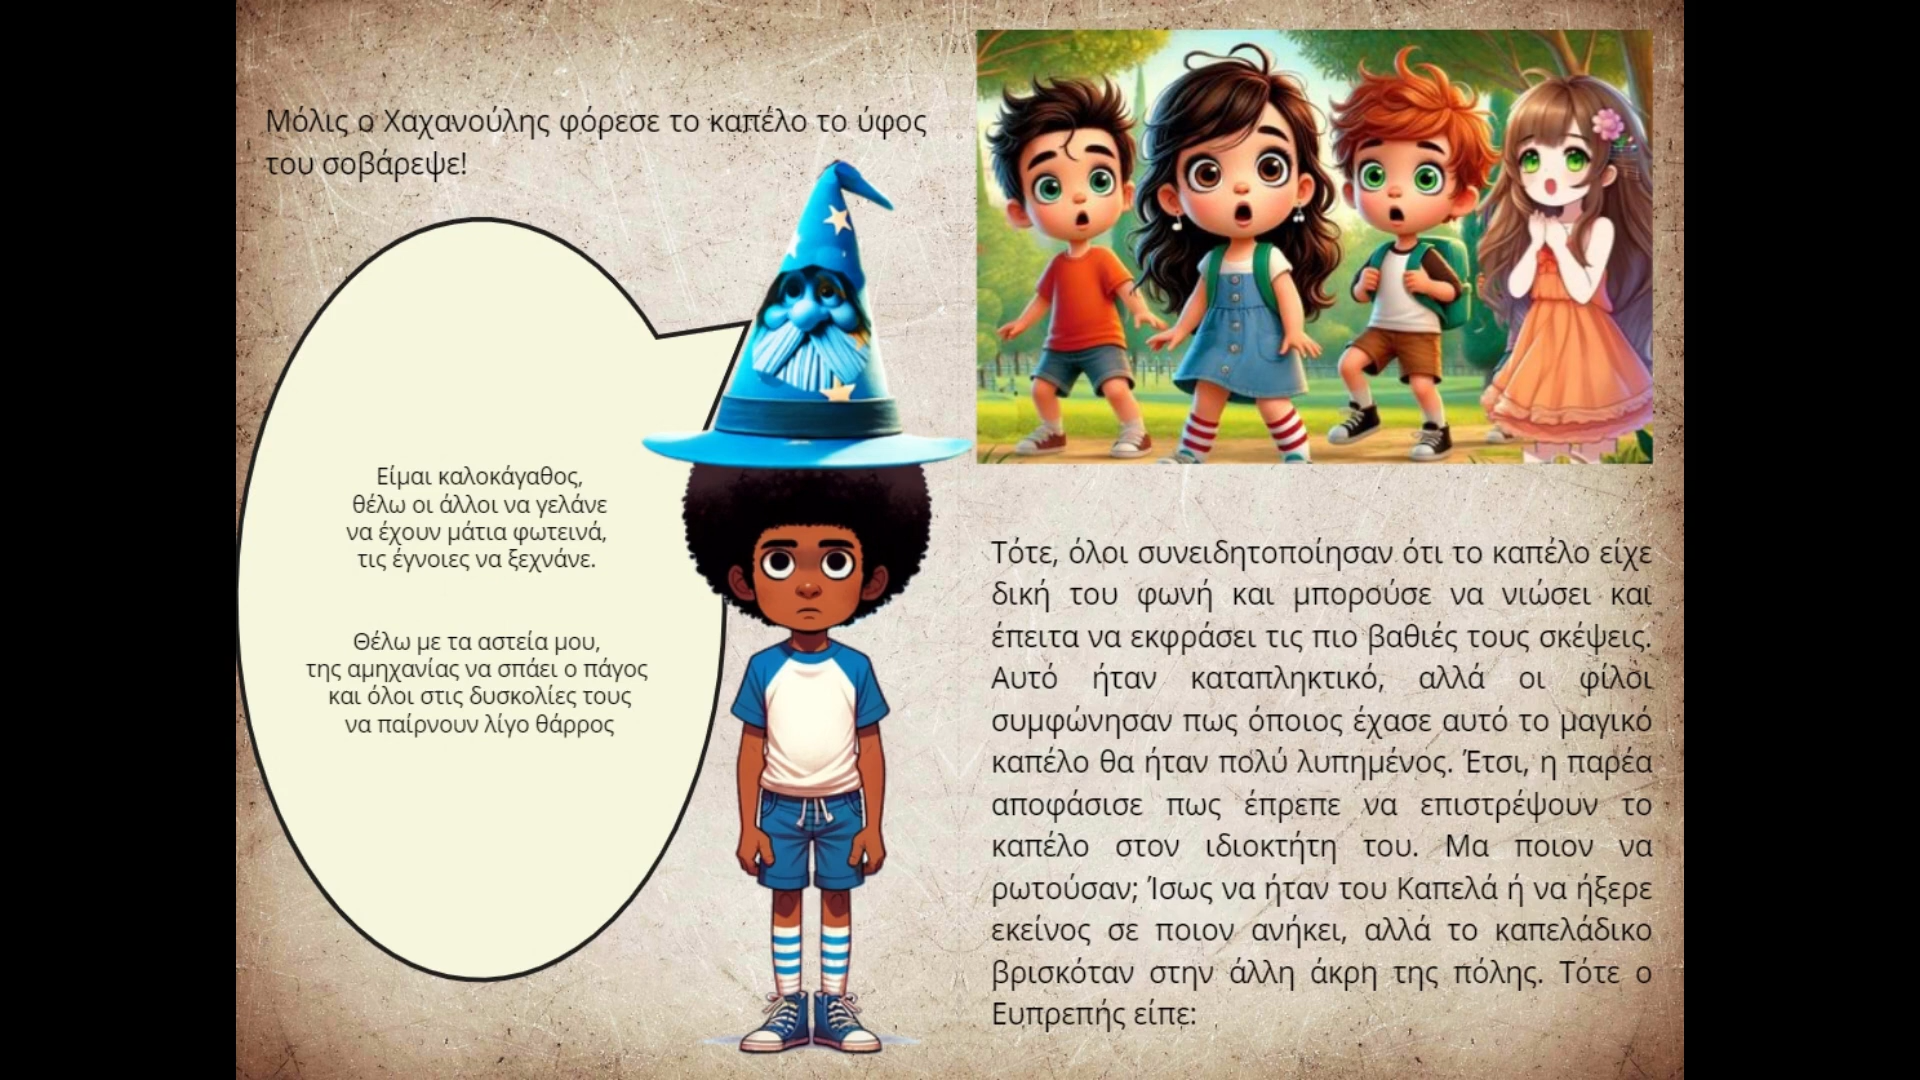 Μόλις ο Χαχανούλης φόρεσε το καπέλο το ύφος
του σοβάρεψε!
Είμαι καλοκάγαθος,
θέλω οι άλλοι να γελάνε
να έχουν μάτια φωτεινά,
τις έγνοιες να ξεχνάνε.
Θέλω με τα αστεία μου,
της αμηχανίας να σπάει ο πάγος
και όλοι στις δυσκολίες τους
να παίρνουν λίγο θάρρος
Τότε, όλοι συνειδητοποίησαν ότι το καπέλο είχε
δική του φωνή και μπορούσε να νιώσει και
έπειτα να εκφράσει τις πιο βαθιές τους σκέψεις.
Αυτό ήταν καταπληκτικό, αλλά οι φίλοι
συμφώνησαν πως όποιος έχασε αυτό το μαγικό
καπέλο θα ήταν πολύ λυπημένος. Έτσι, η παρέα
αποφάσισε πως έπρεπε να επιστρέψουν το
καπέλο στον ιδιοκτήτη του. Μα ποιον να
ρωτούσαν; Ίσως να ήταν του Καπελά ή να ήξερε
εκείνος σε ποιον ανήκει, αλλά το καπελάδικο
βρισκόταν στην άλλη άκρη της πόλης. Τότε ο
Ευπρεπής είπε: